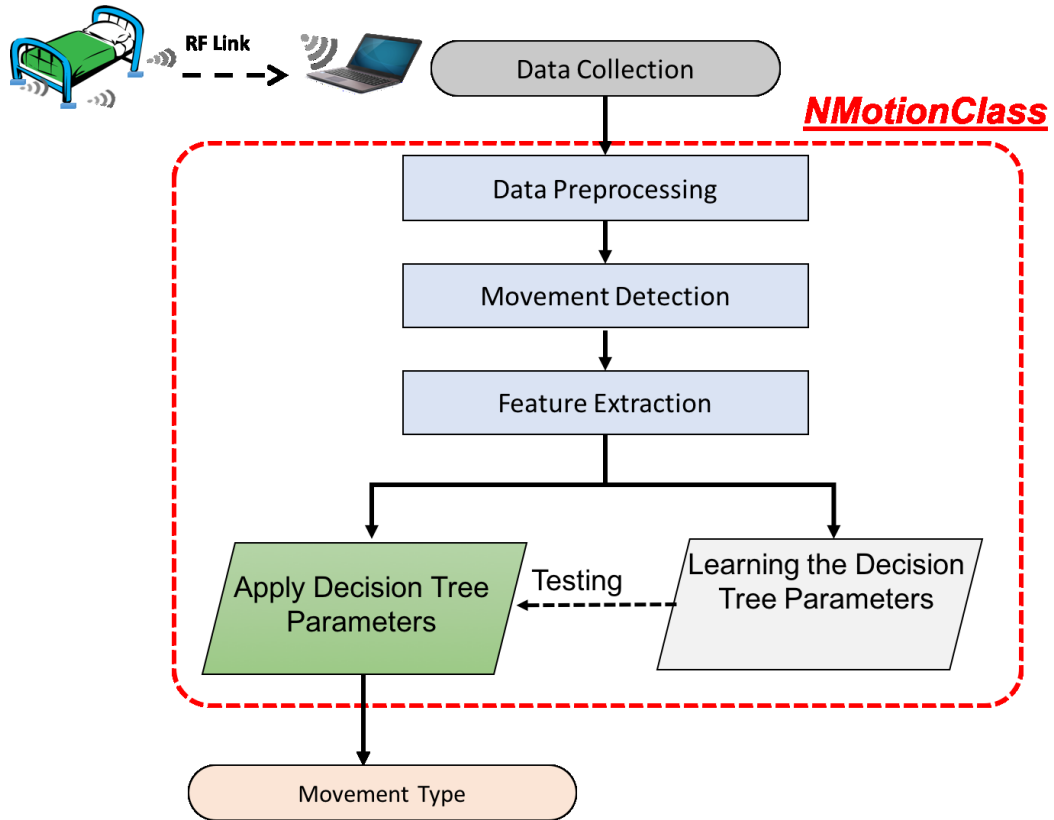 RF Link
Data Collection
NMotionClass
Data Preprocessing
Movement Detection
Feature Extraction
Apply Decision Tree
Parameters
Testing
Learning the Decision
Tree Parameters
Movement Type